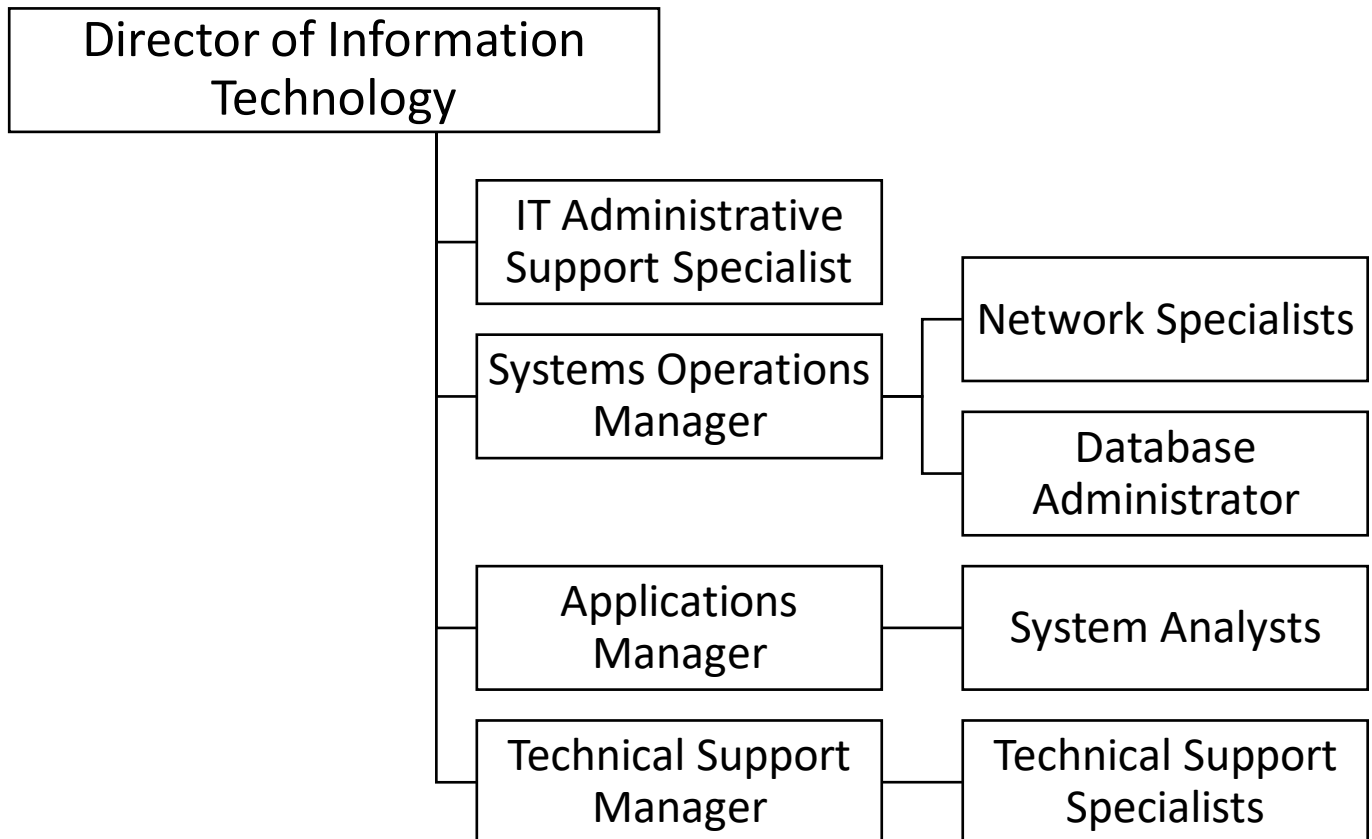 Director of Information
Technology
IT Administrative
Support Specialist
Systems Operations
Manager
Network Specialists
Database
Administrator
Applications
Manager
System Analysts
Technical Support
Manager
Technical Support
Specialists